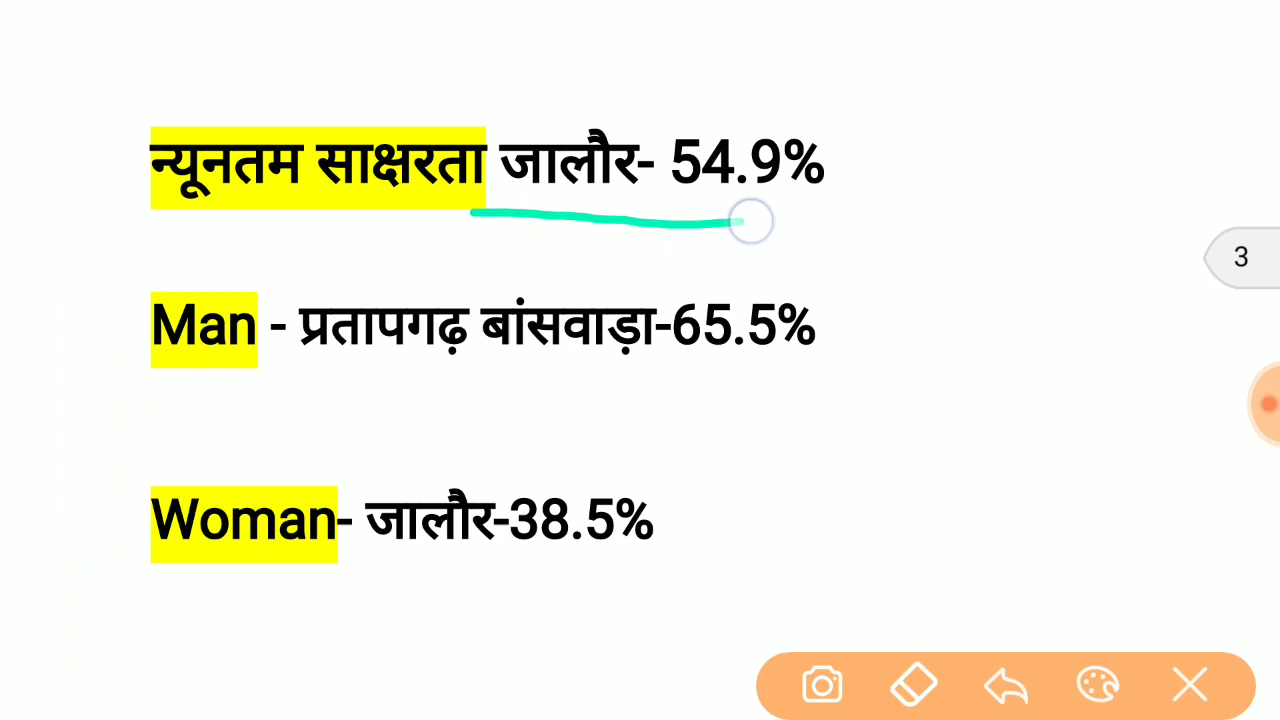 न्यूनतम साक्षरता जालौर- 54.9%
3
Man - प्रतापगढ़ बांसवाड़ा-65.5%
Woman- जालौर-38.5%